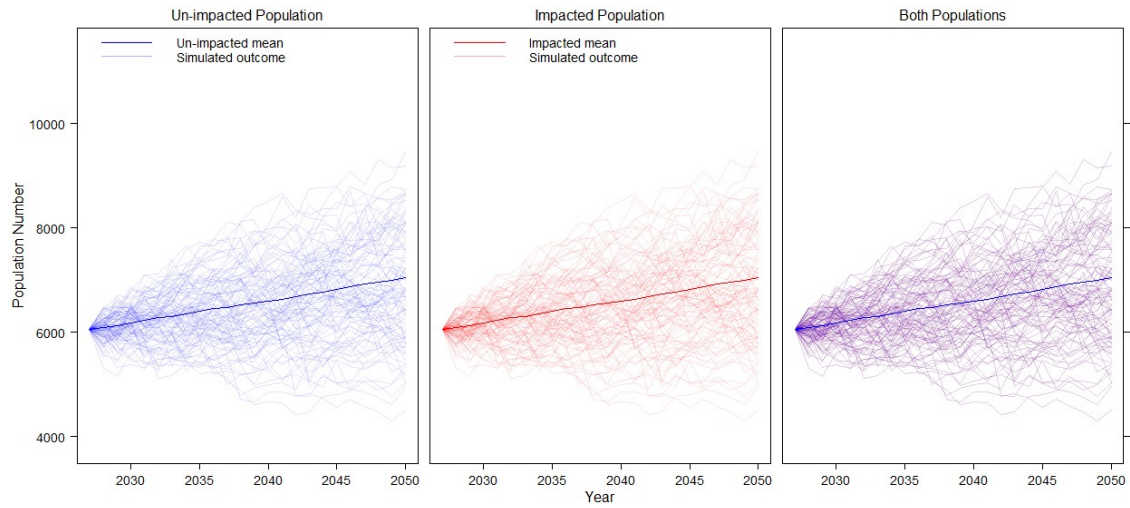 Un-impacted Population
Impacted Population
Both Populations
Un-impacted mean
Simulated outcome
Impacted mean
Simulated outcome
Population Number
10000
8000
6000
4000
2030 2035 2040 2045 2050
2030 2035 2040 2045 2050
2030 2035 2040 2045 2050
Year